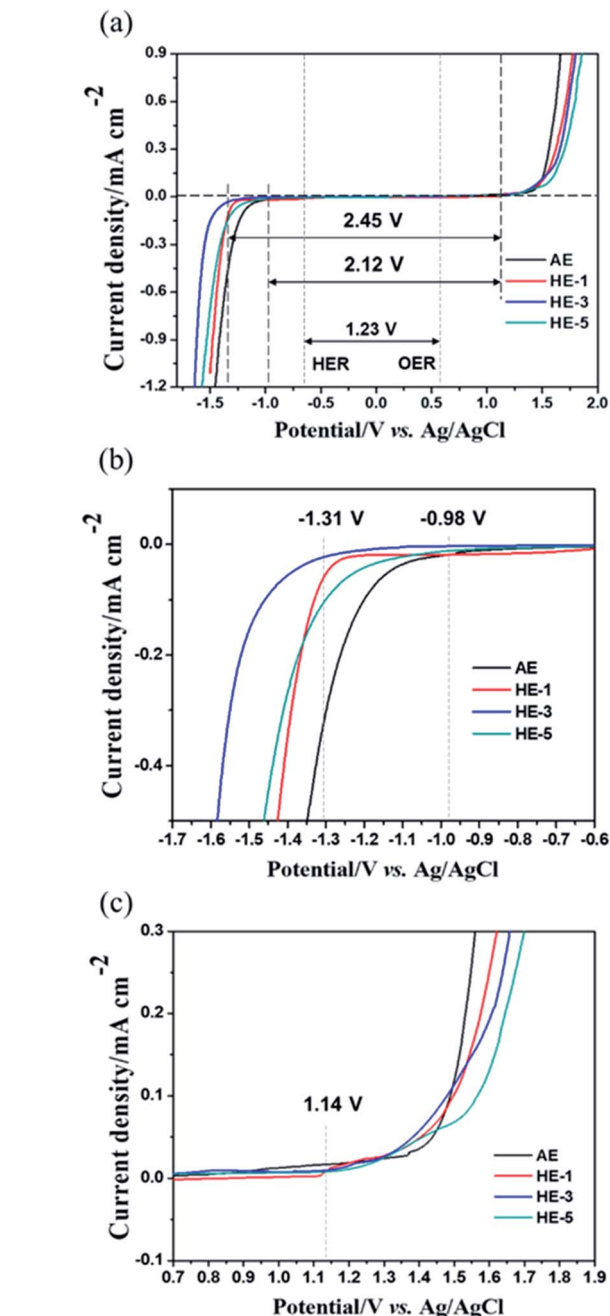 (a)
Current density/mA cm-2
0.9
0.6
0.3
0.0
-0.3
-0.6
-0.9
-1.2
2.45 V
2.12 V
1.23 V
HER OER
AE
HE-1
HE-3
HE-5
-1.5 -1.0 -0.5 0.0 0.5 1.0 1.5 2.0
Potential/V vs. Ag/AgCl
(b)
Current density/mA cm-2
0.0
-0.2
-0.4
-1.31 V -0.98 V
AE
HE-1
HE-3
HE-5
-1.7 -1.6 -1.5 -1.4 -1.3 -1.2 -1.1 -1.0 -0.9 -0.8 -0.7 -0.6
Potential/V vs. Ag/AgCl
(c)
Current density/mA cm-2
0.3
0.2
0.1
0.0
-0.1
1.14 V
AE
HE-1
HE-3
HE-5
0.7 0.8 0.9 1.0 1.1 1.2 1.3 1.4 1.5 1.6 1.7 1.8 1.9
Potential/V vs. Ag/AgCl